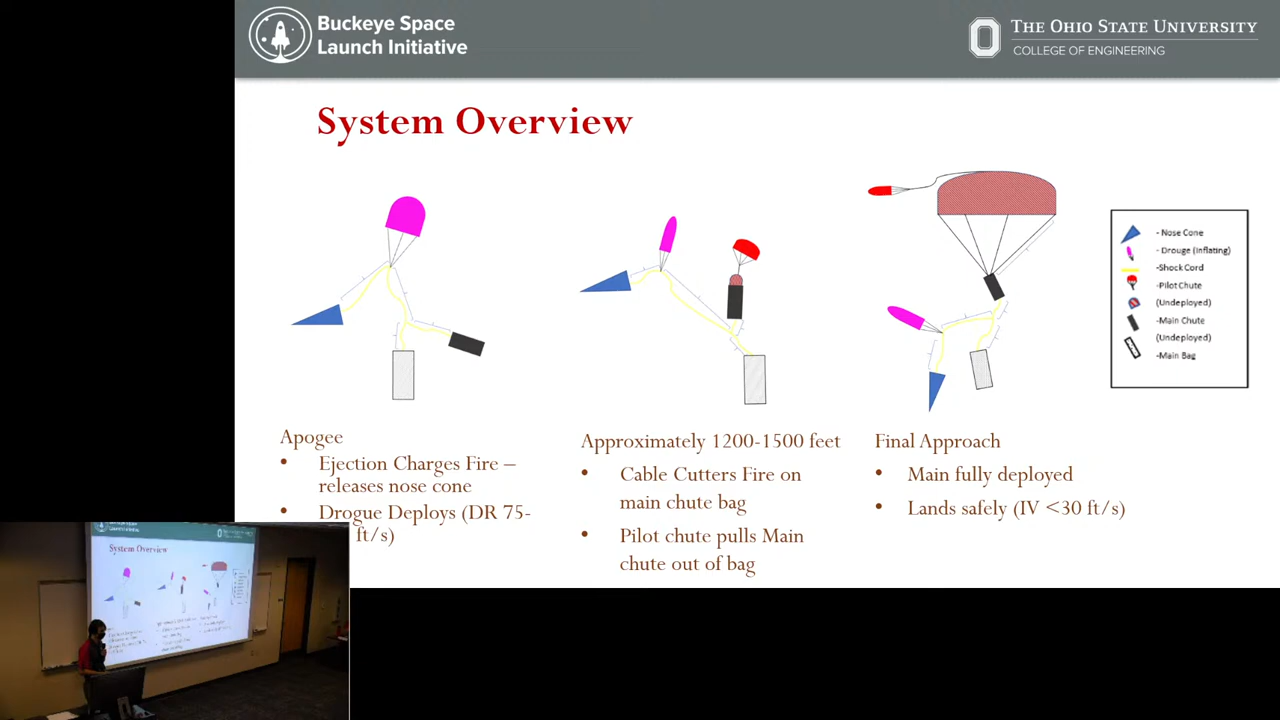 Buckeye Space
Launch Initiative
THE OHIO STATE UNIVERSITY
COLLEGE OF ENGINEERING
System Overview
- Nose Cone
- Drouge (Inflating)
-Shock Cord
-Pilot Chute
(Undeployed)
-Main Chute
(Undeployed)
-Main Bag
Apogee
• Ejection Charges Fire –
releases nose cone
• Drogue Deploys (DR 75-
ft/s)
Approximately 1200-1500 feet
• Cable Cutters Fire on
main chute bag
• Pilot chute pulls Main
chute out of bag
Final Approach
• Main fully deployed
• Lands safely (IV <30 ft/s)
System Overview